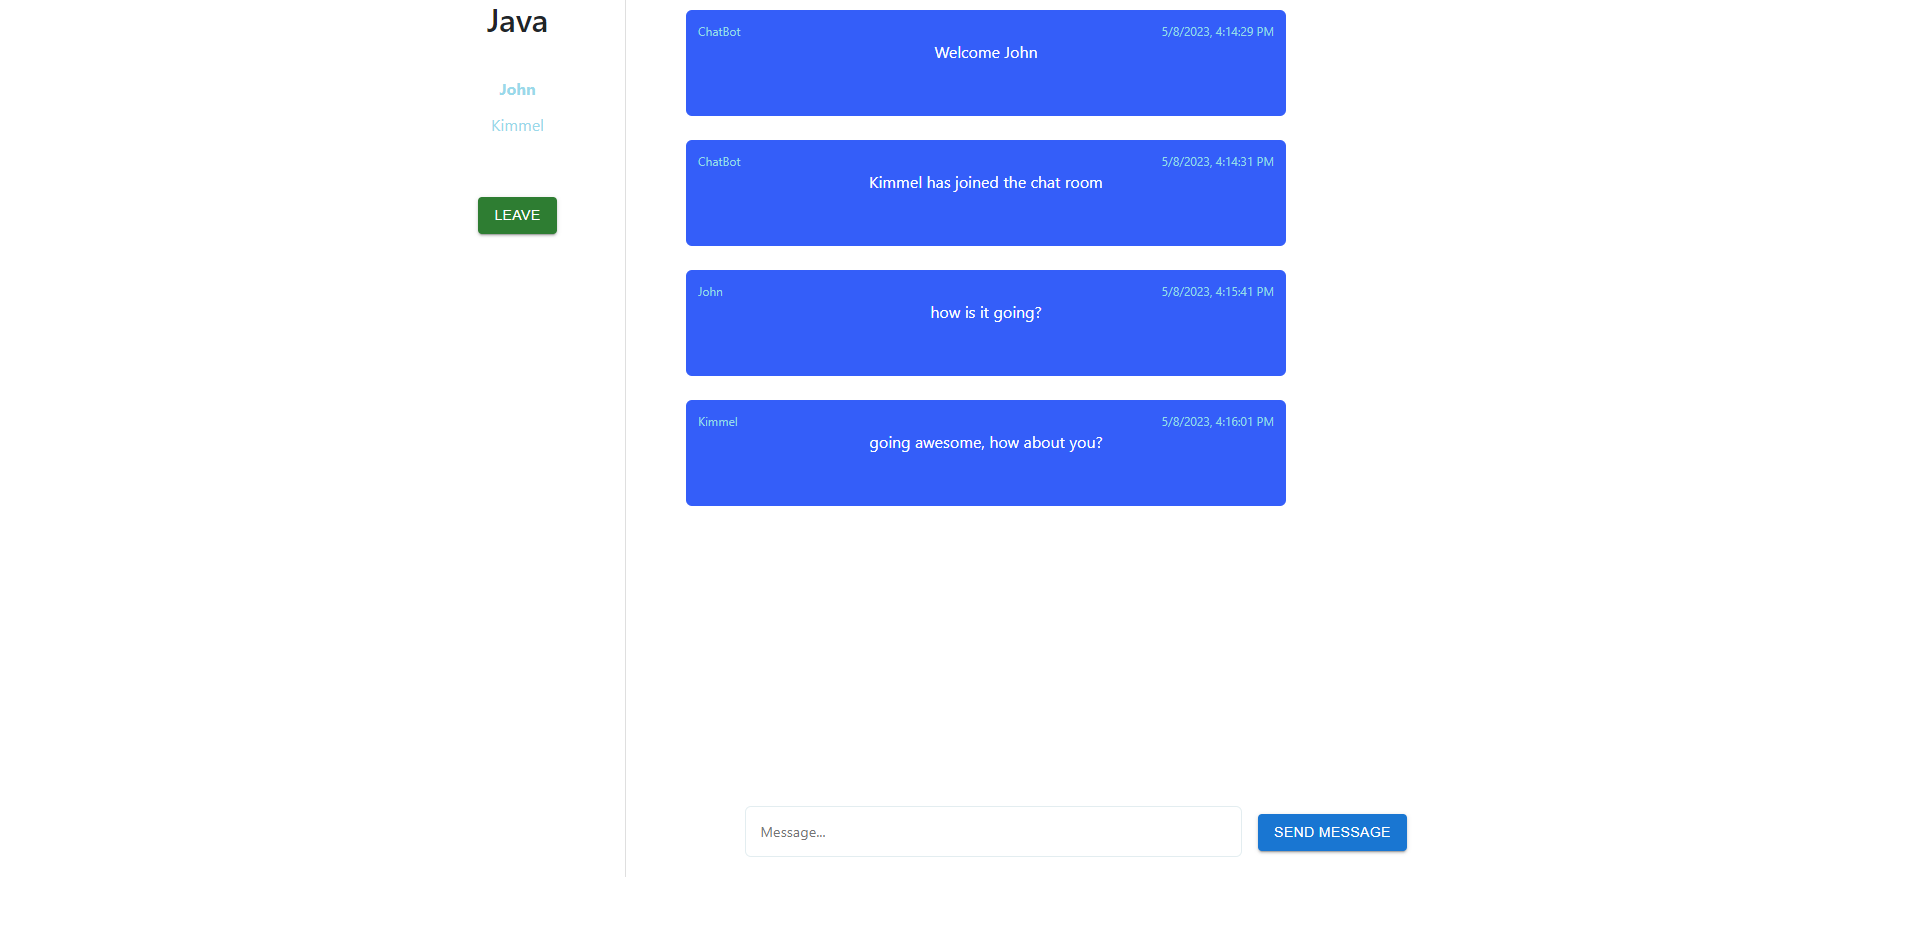 Java
John
Kimmel
LEAVE
ChatBot 5/8/2023, 4:14:29 PM
Welcome John
ChatBot 5/8/2023, 4:14:31 PM
Kimmel has joined the chat room
John 5/8/2023, 4:15:41 PM
how is it going?
Kimmel 5/8/2023, 4:16:01 PM
going awesome, how about you?
Message... SEND MESSAGE